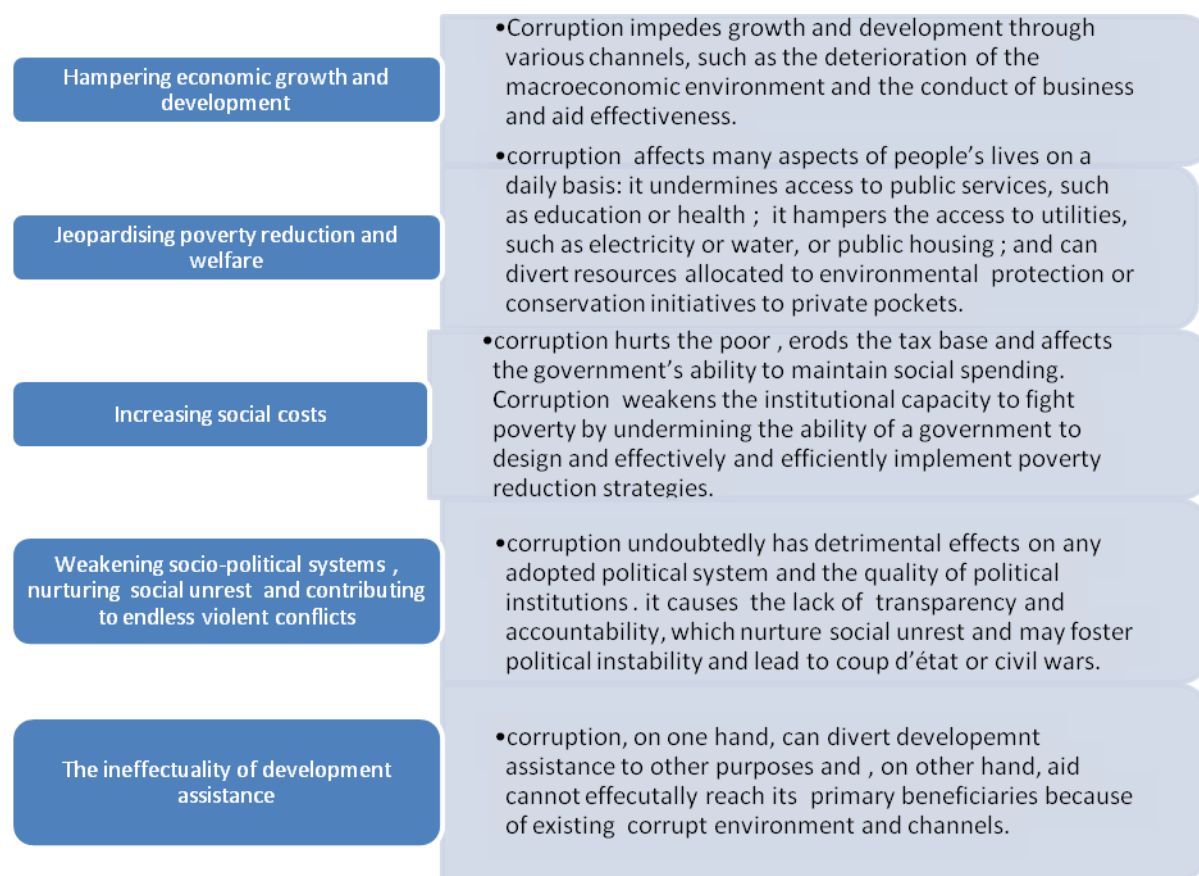 Hampering economic growth and
development
•Corruption impedes growth and development through
various channels, such as the deterioration of the
macroeconomic environment and the conduct of business
and aid effectiveness.
Jeopardising poverty reduction and
welfare
•corruption affects many aspects of people's lives on a
daily basis: it undermines access to public services, such
as education or health ; it hampers the access to utilities,
such as electricity or water, or public housing ; and can
divert resources allocated to environmental protection or
conservation initiatives to private pockets.
Increasing social costs
•corruption hurts the poor , erods the tax base and affects
the government's ability to maintain social spending.
Corruption weakens the institutional capacity to fight
poverty by undermining the ability of a government to
design and effectively and efficiently implement poverty
reduction strategies.
Weakening socio-political systems ,
nurturing social unrest and contributing
to endless violent conflicts
•corruption undoubtedly has detrimental effects on any
adopted political system and the quality of political
institutions . it causes the lack of transparency and
accountability, which nurture social unrest and may foster
political instability and lead to coup d'état or civil wars.
The ineffectuality of development
assistance
•corruption, on one hand, can divert developemnt
assistance to other purposes and , on other hand, aid
cannot effecutally reach its primary beneficiaries because
of existing corrupt environment and channels.